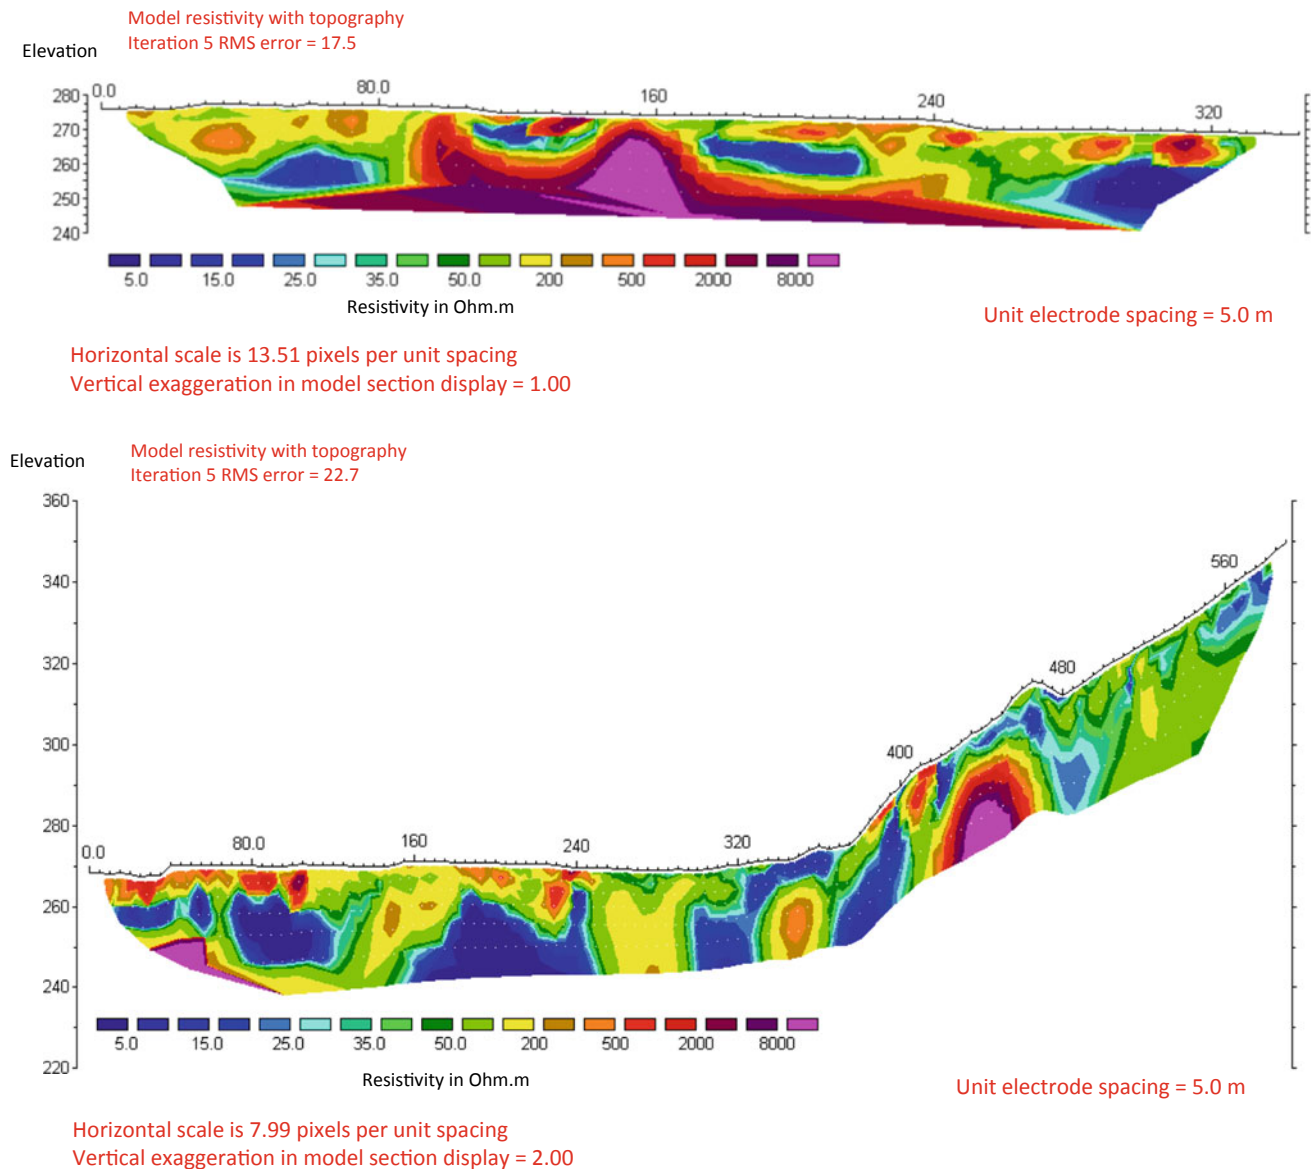 Model resistivity with topography
Iteration 5 RMS error = 17.5
Elevation
0.0 80.0 160 240 320
280
270
260
250
240
5.0 15.0 25.0 35.0 50.0 200 500 2000 8000
Resistivity in Ohm.m
Unit electrode spacing = 5.0 m
Horizontal scale is 13.51 pixels per unit spacing
Vertical exaggeration in model section display = 1.00
Model resistivity with topography
Elevation
Iteration 5 RMS error = 22.7
360
340
320
300
280
260
240
220
0.0 80.0 160 240 320 400 480 560
5.0 15.0 25.0 35.0 50.0 200 500 2000 8000
Resistivity in Ohm.m
Unit electrode spacing = 5.0 m
Horizontal scale is 7.99 pixels per unit spacing
Vertical exaggeration in model section display = 2.00